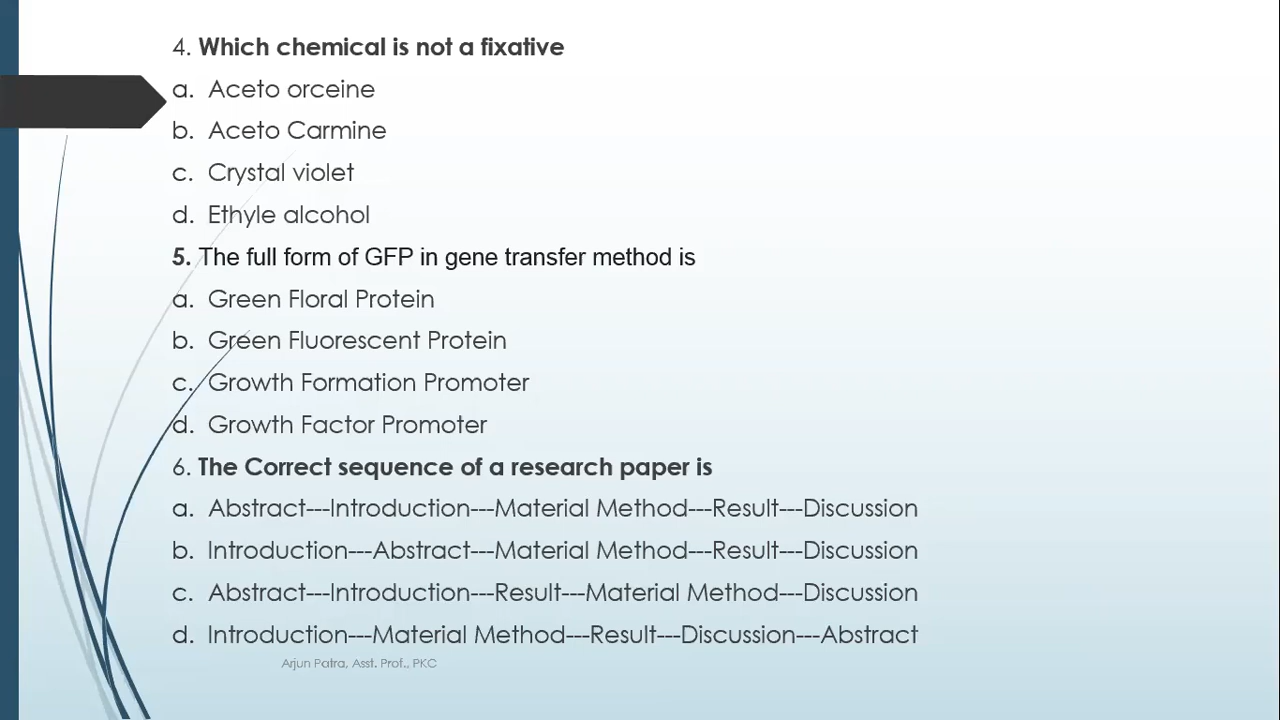 4. Which chemical is not a fixative
a. Aceto orceine
b. Aceto Carmine
c. Crystal violet
d. Ethyle alcohol
5. The full form of GFP in gene transfer method is
a. Green Floral Protein
b. Green Fluorescent Protein
c. Growth Formation Promoter
d. Growth Factor Promoter
6. The Correct sequence of a research paper is
a. Abstract---Introduction---Material Method---Result---Discussion
b. Introduction---Abstract---Material Method---Result---Discussion
c. Abstract---Introduction---Result---Material Method---Discussion
d. Introduction---Material Method---Result---Discussion---Abstract
Arjun Patra, Asst. Prof., PKC